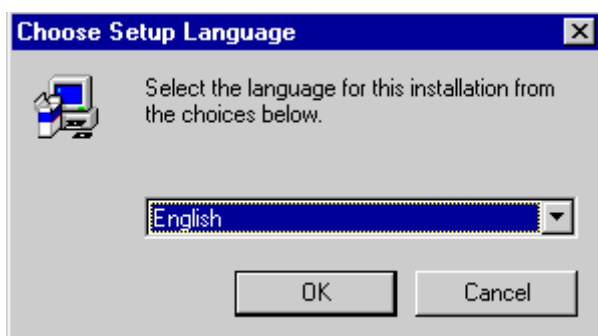 Choose Setup Language
Select the language for this installation from
the choices below.
English
OK
Cancel